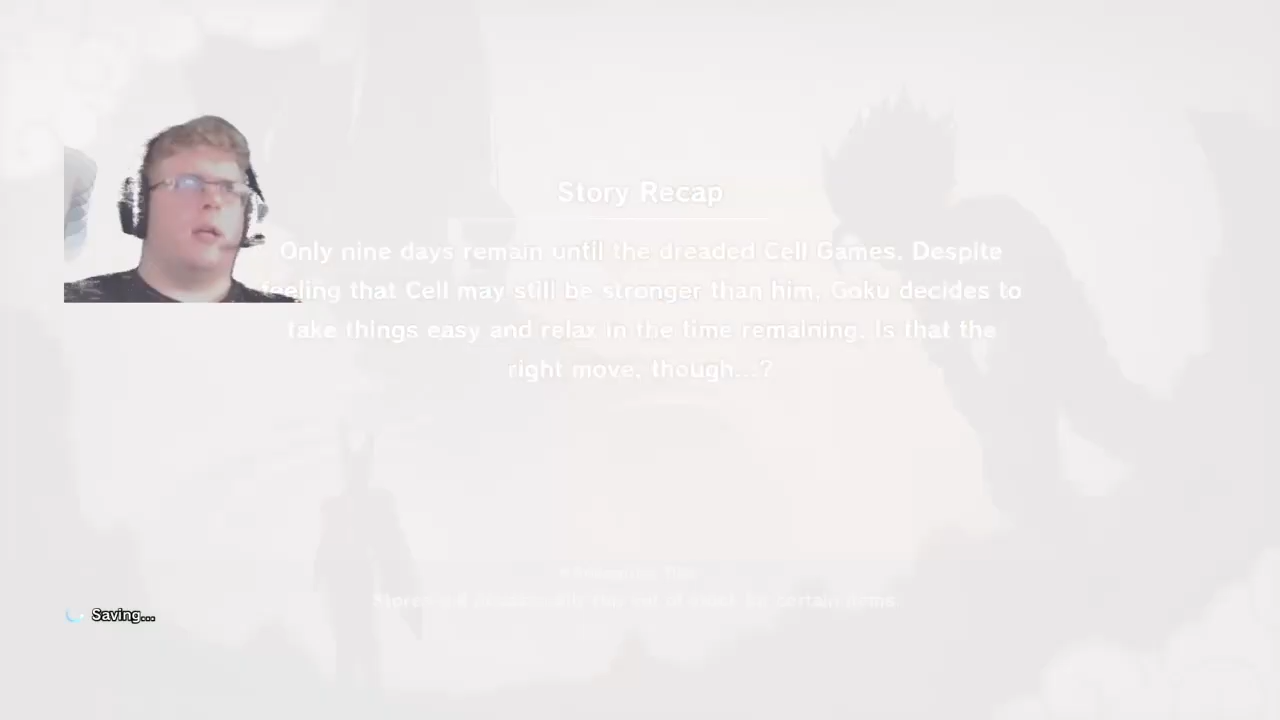 Story Recap
Only nine days remain until the dreaded Cell Games. Despite
feeling that Cell may still be stronger than him, Goku decides to
take things easy and relax in the time remaining. Is that the
right move, though...?
certain items
Saving...